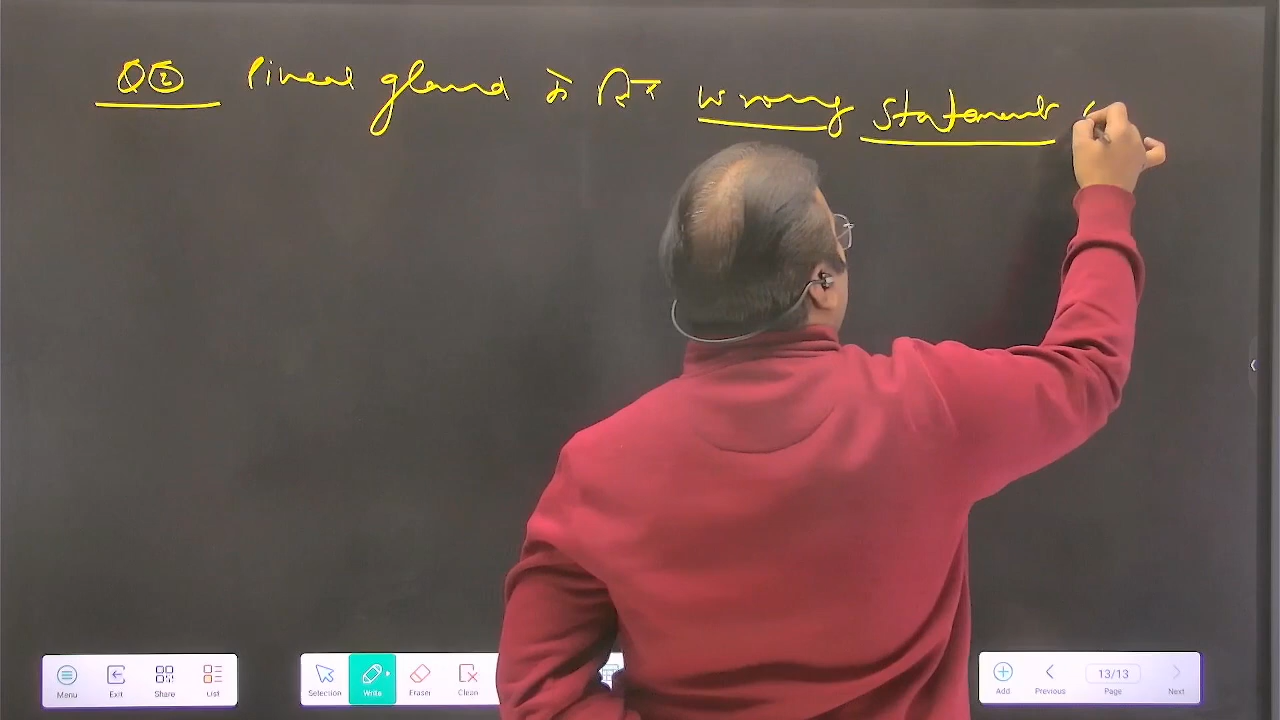 Q② Pineal gland के लिए wrong statement
Menu Exit Share List Selection Write Eraser Clean Add Previous 13/13 Page Next